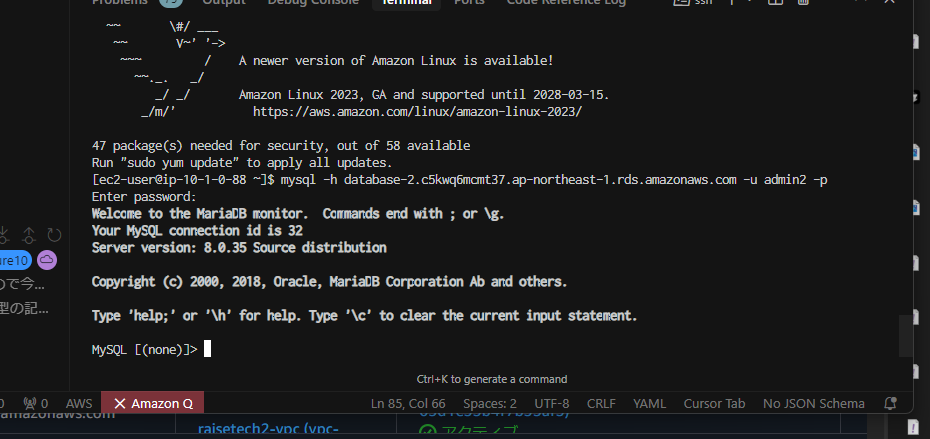 Problems
Output
Debug Console
Terminal
Ports
Code Reference Log
ssh
~~ \#/ ___
~~ V~' '->
~~~ / A newer version of Amazon Linux is available!
~~._. _/
_/ _/ Amazon Linux 2023, GA and supported until 2028-03-15.
_/m/' https://aws.amazon.com/linux/amazon-linux-2023/
47 package(s) needed for security, out of 58 available
Run "sudo yum update" to apply all updates.
[ec2-user@ip-10-1-0-88 ~]$ mysql -h database-2.c5kwq6mcmt37.ap-northeast-1.rds.amazonaws.com -u admin2 -p
Enter password:
Welcome to the MariaDB monitor.  Commands end with ; or \g.
Your MySQL connection id is 32
Server version: 8.0.35 Source distribution
Copyright (c) 2000, 2018, Oracle, MariaDB Corporation Ab and others.
Type 'help;' or '\h' for help. Type '\c' to clear the current input statement.
MySQL [(none)]>
ure10
ので今...
型の記...
Ctrl+K to generate a command
0 AWS Amazon Q Ln 85, Col 66 Spaces: 2 UTF-8 CRLF YAML Cursor Tab No JSON Schema
amazonaws.com
raisetech2-vpc (vpc-
アクティブ